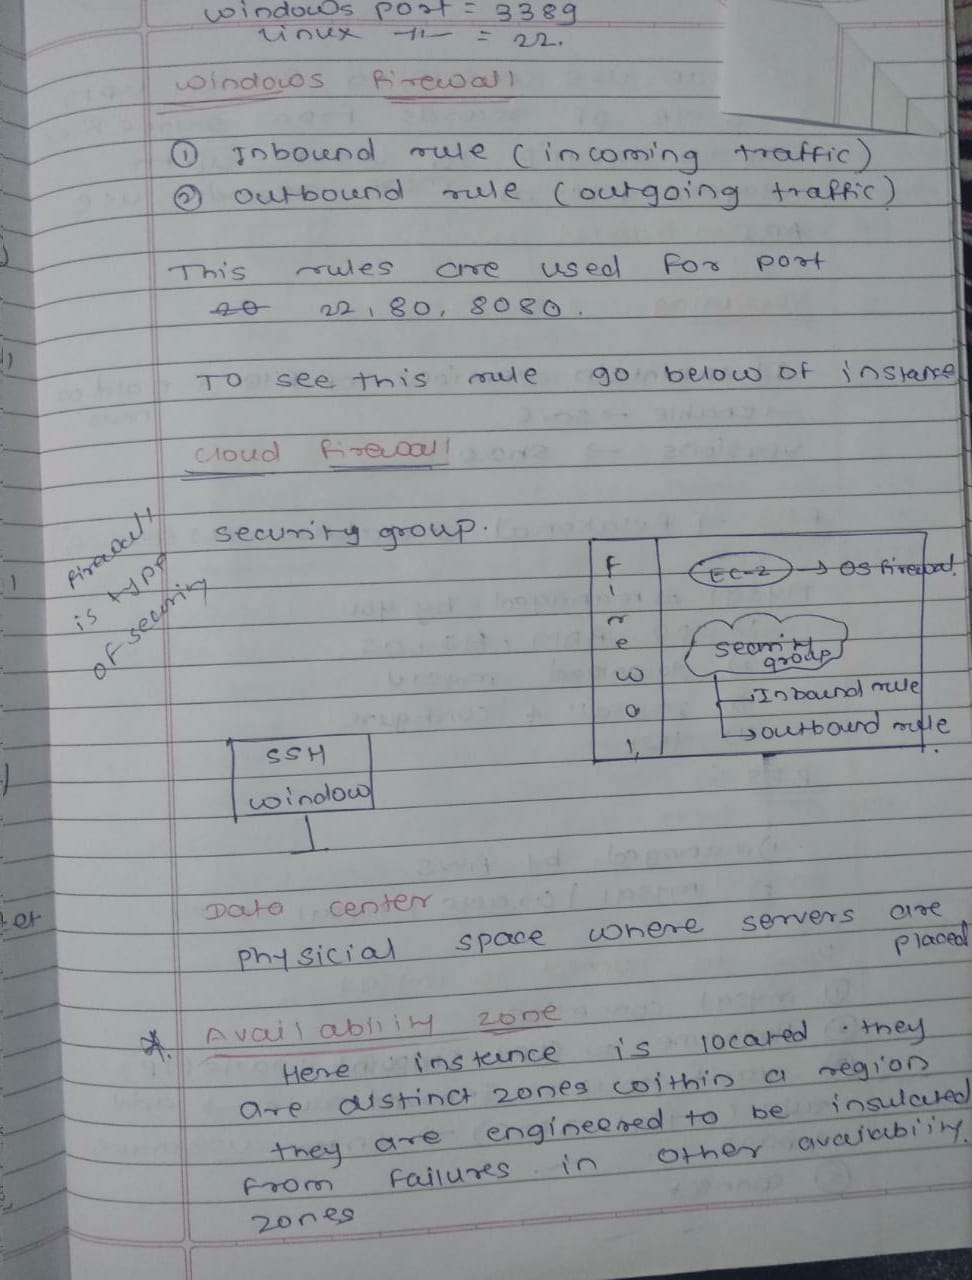 windows port = 3389
Linux -11- = 22.
windows firewall
① Inbound rule (incoming traffic)
② outbound rule (outgoing traffic)
This rules are used for port
20 22, 80, 8080.
To see this rule go below of instance
cloud firewall
security group.
firewall
is type
of security
Firewall
EC-2 → OS firewal.
security
group
Inbound rule
→ outbound rule
SSH
window
Data center
physicial space where servers are
placed
*. Availability zone
Here instance is located. they
are distinct zones within a region
they are engineered to be insulated
from failures in other availability
zones